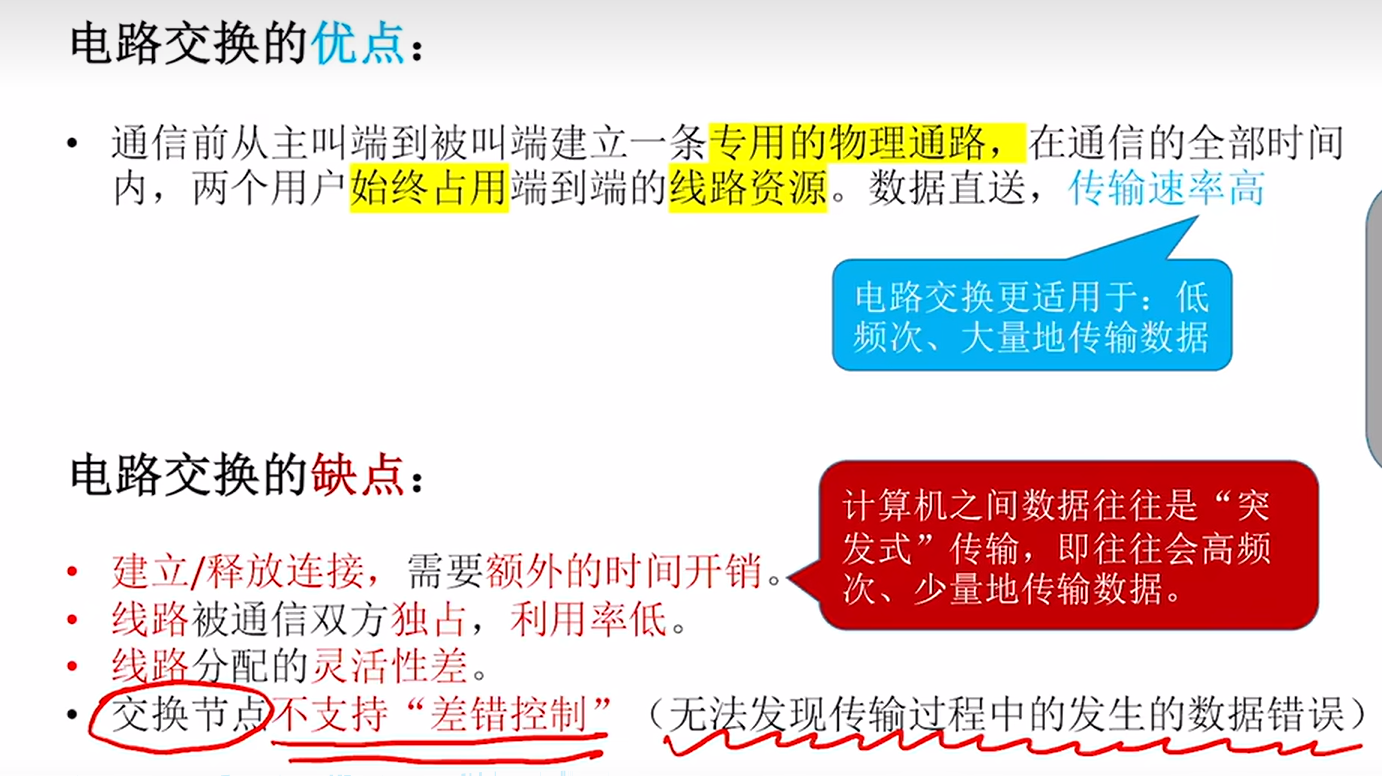 电路交换的优点：
• 通信前从主叫端到被叫端建立一条专用的物理通路，在通信的全部时间
内，两个用户始终占用端到端的线路资源。数据直送，传输速率高
电路交换更适用于：低
频次、大量地传输数据
电路交换的缺点：
计算机之间数据往往是“突
发式”传输，即往往会高频
次、少量地传输数据。
• 建立/释放连接，需要额外的时间开销。
• 线路被通信双方独占，利用率低。
• 线路分配的灵活性差。
• 交换节点不支持“差错控制”（无法发现传输过程中的发生的数据错误）